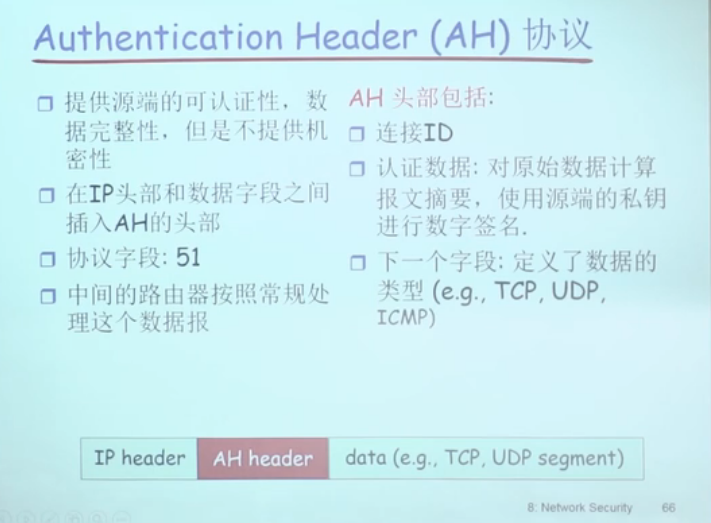 Authentication Header (AH) 协议
提供源端的可认证性，数
据完整性，但是不提供机
密性
在IP头部和数据字段之间
插入AH的头部
协议字段: 51
中间的路由器按照常规处
理这个数据报
AH 头部包括:
连接ID
认证数据: 对原始数据计算
报文摘要，使用源端的私钥
进行数字签名.
下一个字段: 定义了数据的
类型 (e.g., TCP, UDP,
ICMP)
IP header
AH header
data (e.g., TCP, UDP segment)
8: Network Security
66